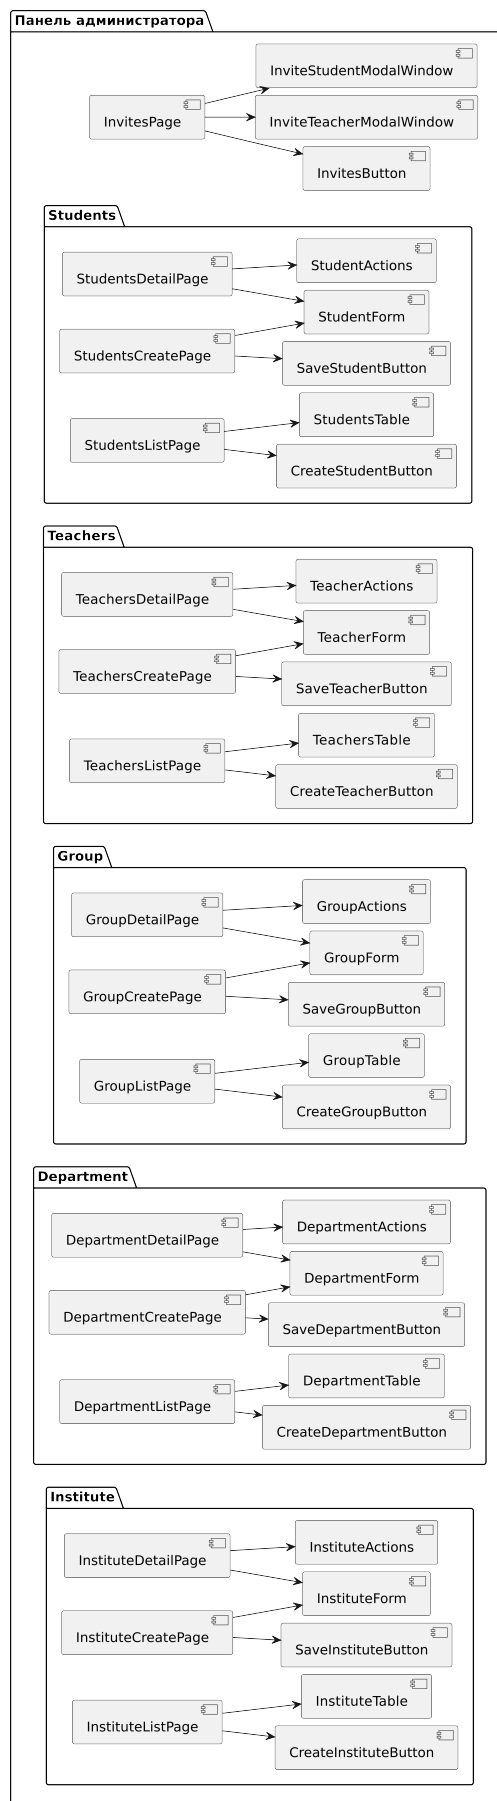 Панель администратора
InviteStudentModalWindow
InvitesPage
InviteTeacherModalWindow
InvitesButton
Students
StudentsDetailPage
StudentActions
StudentForm
StudentsCreatePage
SaveStudentButton
StudentsListPage
StudentsTable
CreateStudentButton
Teachers
TeachersDetailPage
TeacherActions
TeacherForm
TeachersCreatePage
SaveTeacherButton
TeachersListPage
TeachersTable
CreateTeacherButton
Group
GroupDetailPage
GroupActions
GroupForm
GroupCreatePage
SaveGroupButton
GroupListPage
GroupTable
CreateGroupButton
Department
DepartmentDetailPage
DepartmentActions
DepartmentForm
DepartmentCreatePage
SaveDepartmentButton
DepartmentListPage
DepartmentTable
CreateDepartmentButton
Institute
InstituteDetailPage
InstituteActions
InstituteForm
InstituteCreatePage
SaveInstituteButton
InstituteListPage
InstituteTable
CreateInstituteButton